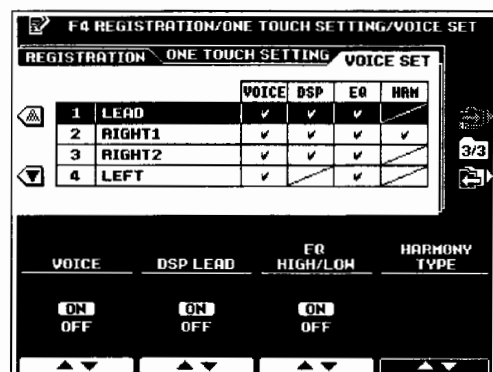 F4 REGISTRATION/ONE TOUCH SETTING/VOICE SET
REGISTRATION ONE TOUCH SETTING VOICE SET
VOICE DSP EQ HRM
1 LEAD ✓ ✓ ✓
2 RIGHT1 ✓ ✓ ✓ ✓
3 RIGHT2 ✓ ✓ ✓
4 LEFT ✓ ✓
3/3
VOICE DSP LEAD EQ HIGH/LOW HARMONY TYPE
ON ON ON
OFF OFF OFF